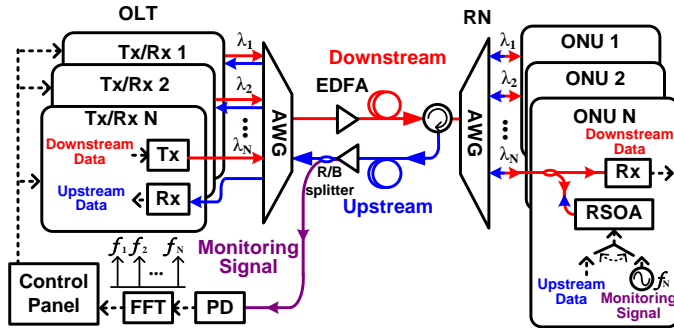 OLT
RN
Tx/Rx 1
Tx/Rx 2
Tx/Rx N
Downstream
Data
Tx
Upstream
Data
Rx
λ1
λ2
...
λN
AWG
Downstream
EDFA
R/B
splitter
Upstream
AWG
λ1
λ2
...
λN
ONU 1
ONU 2
ONU N
Downstream
Data
Rx
RSOA
Upstream
Data
fN
Monitoring
Signal
Monitoring
Signal
f1 f2 ... fN
Control
Panel
FFT
PD